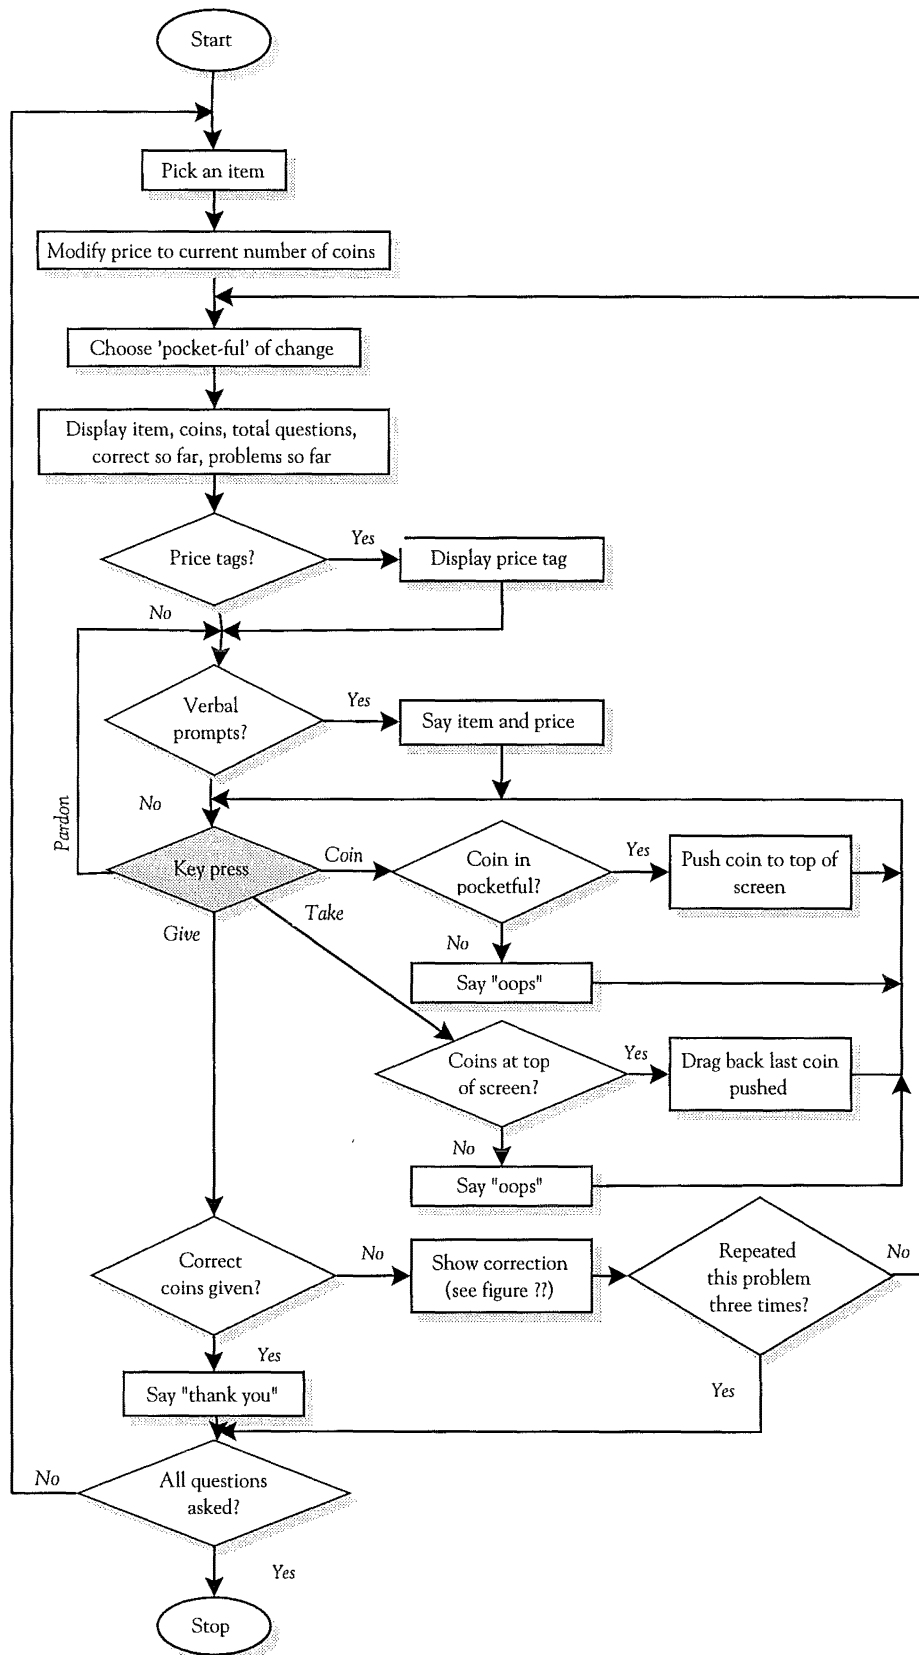 Start
Pick an item
Modify price to current number of coins
Choose 'pocket-ful' of change
Display item, coins, total questions,
correct so far, problems so far
Price tags?
Yes
Display price tag
No
Verbal
prompts?
Yes
Say item and price
No
Pardon
Key press
Coin
Coin in
pocketful?
Yes
Push coin to top of
screen
Take
Give
No
Say "oops"
Coins at top
of screen?
Yes
Drag back last coin
pushed
No
Say "oops"
Correct
coins given?
No
Show correction
(see figure ??)
Repeated
this problem
three times?
No
Yes
Say "thank you"
Yes
All questions
asked?
No
Yes
Stop